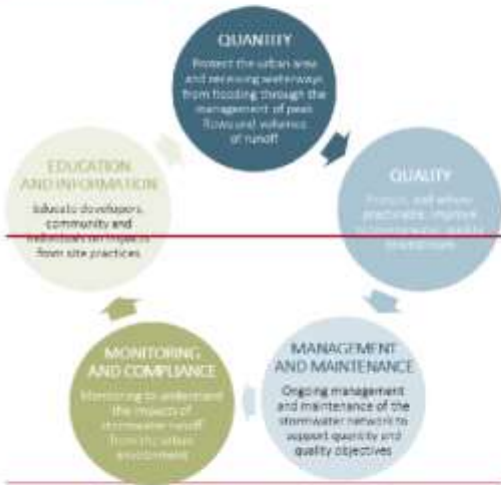 QUANTITY
Protect the urban area
and receiving waterways
from flooding through the
management of peak
flows and volumes
of runoff
QUALITY
Protect, and where
practicable, improve
MANAGEMENT
AND MAINTENANCE
Ongoing management
and maintenance of the
stormwater network to
support quantity and
quality objectives
MONITORING
AND COMPLIANCE
Monitoring to understand
the impacts of
stormwater runoff
from the urban
environment
EDUCATION
AND INFORMATION
Educate developers,
community and
individuals on impacts
from site practices